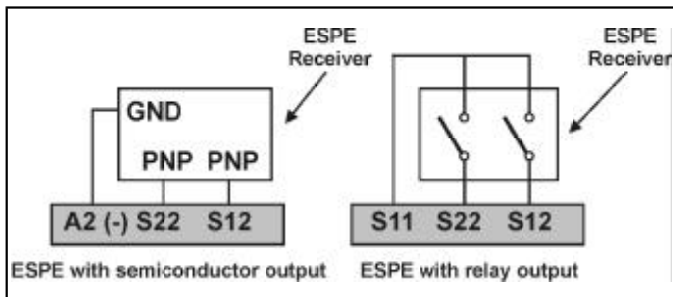 ESPE
Receiver
GND
PNP PNP
A2 (-) S22 S12
ESPE with semiconductor output
ESPE
Receiver
S11 S22 S12
ESPE with relay output